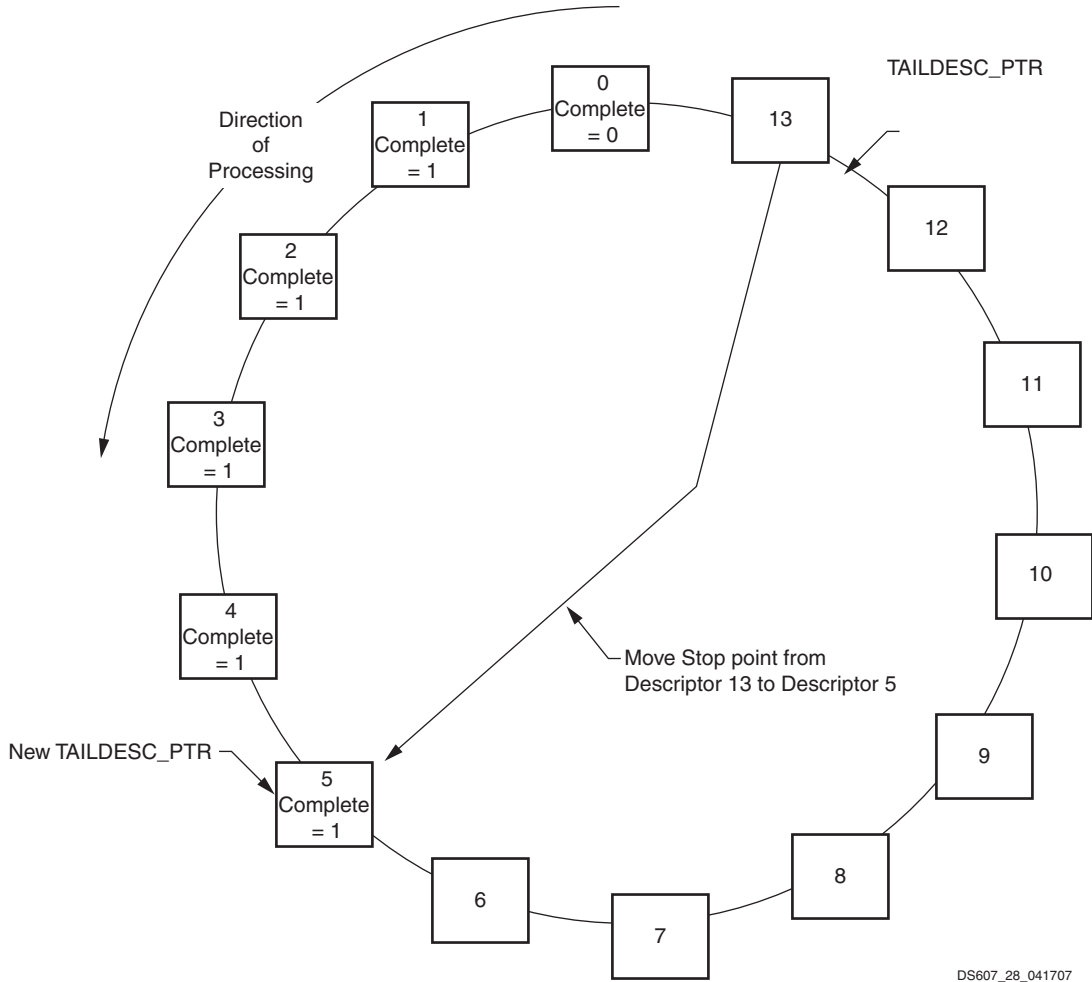 TAILDESC_PTR
0
Complete
= 0
13
1
Complete
= 1
Direction
of
Processing
12
2
Complete
= 1
11
3
Complete
= 1
10
4
Complete
= 1
Move Stop point from
Descriptor 13 to Descriptor 5
New TAILDESC_PTR
5
Complete
= 1
9
8
6
7
DS607_28_041707